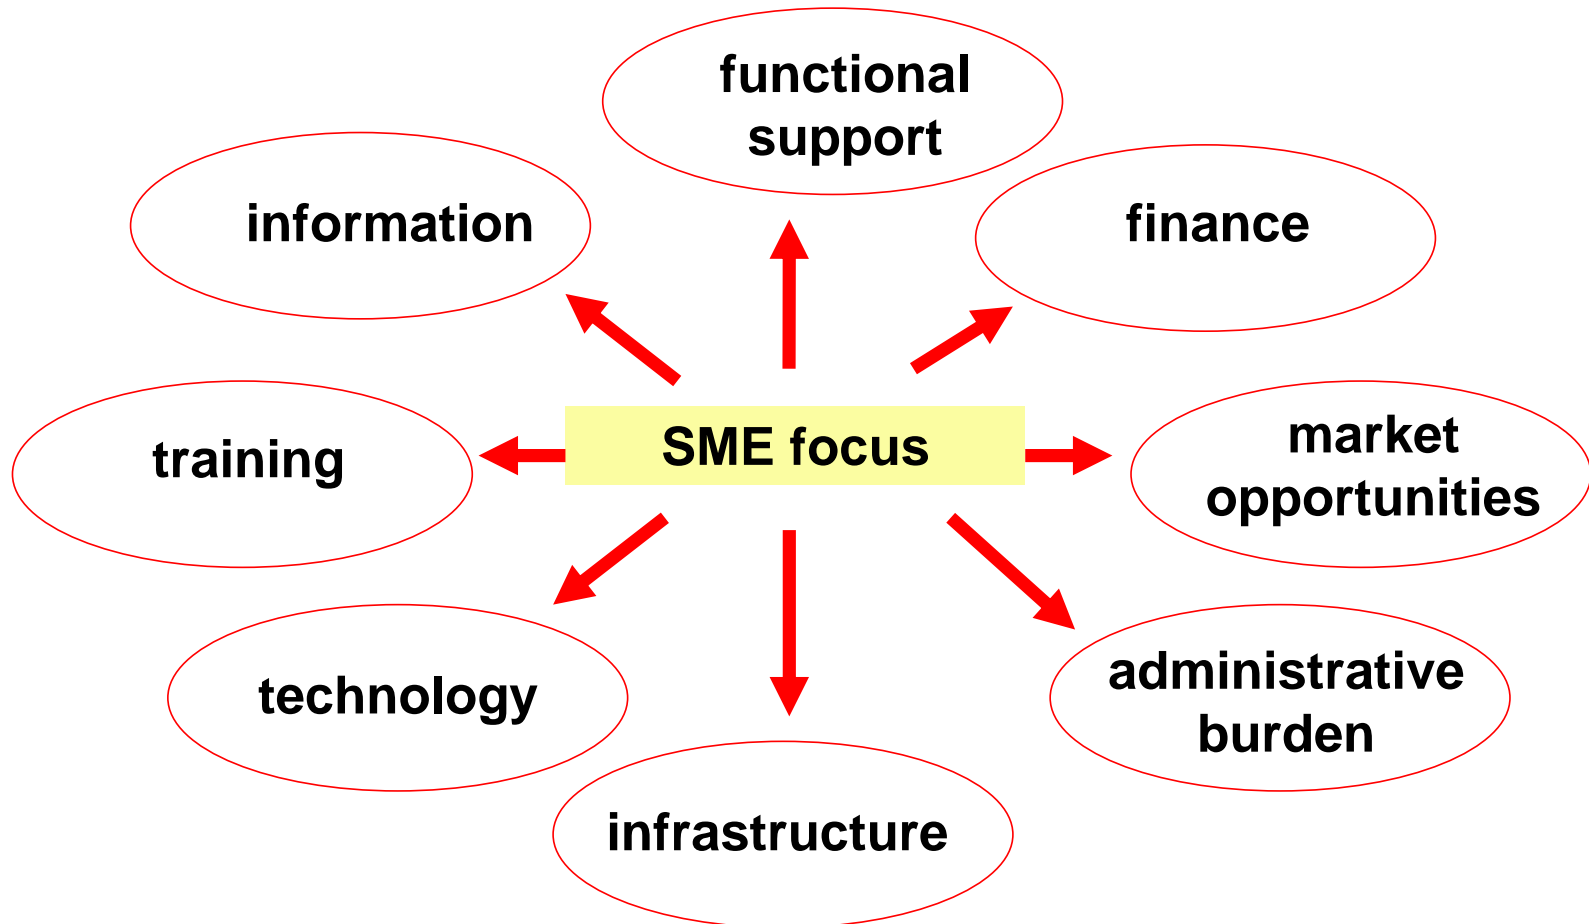 functional
support
information
finance
SME focus
training
market
opportunities
technology
administrative
burden
infrastructure